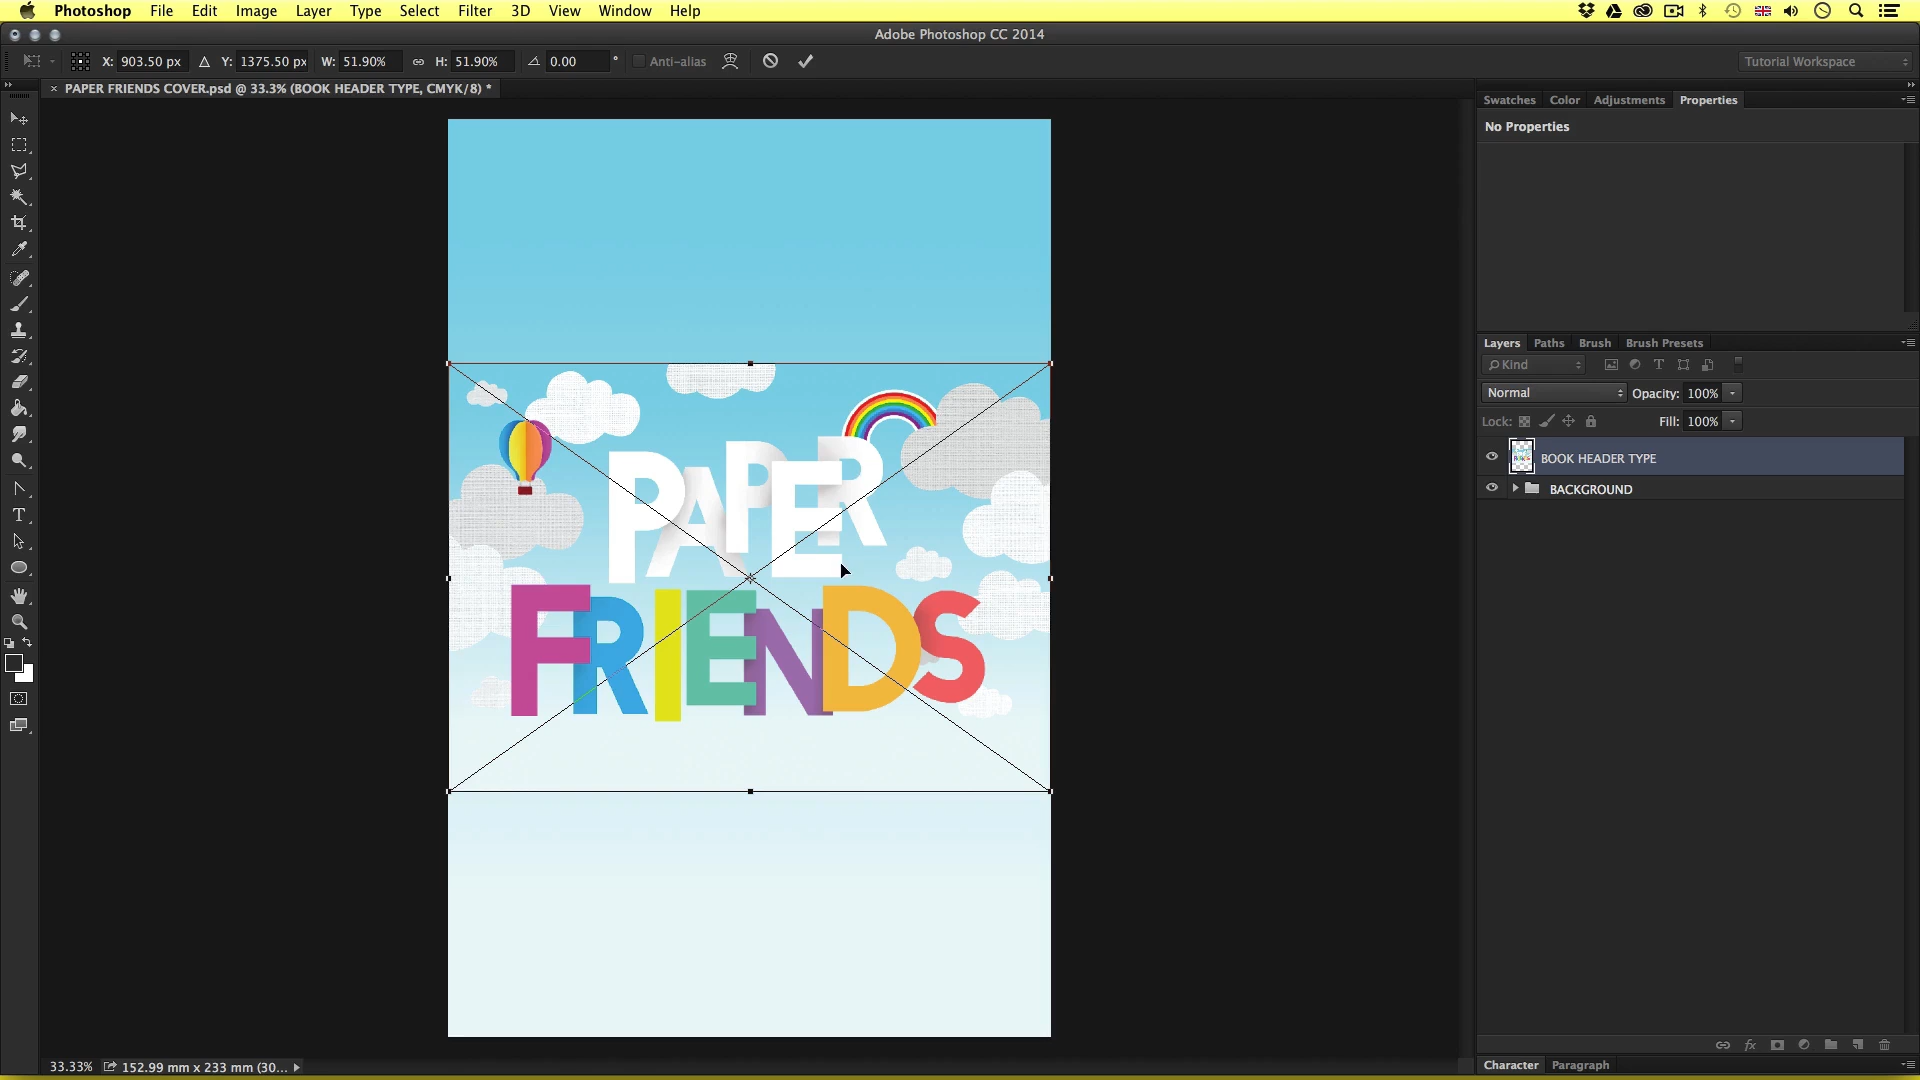 Photoshop File Edit Image Layer Type Select Filter 3D View Window Help
Adobe Photoshop CC 2014
X: 903.50 px Y: 1375.50 px W: 51.90% H: 51.90% 0.00 ° Anti-alias Tutorial Workspace
× PAPER FRIENDS COVER.psd @ 33.3% (BOOK HEADER TYPE, CMYK/8) *
Swatches Color Adjustments Properties
No Properties
Layers Paths Brush Brush Presets
Kind
Normal Opacity: 100%
Lock: Fill: 100%
BOOK HEADER TYPE
BACKGROUND
PAPER
FRIENDS
33.33% 152.99 mm x 233 mm (30...
Character Paragraph